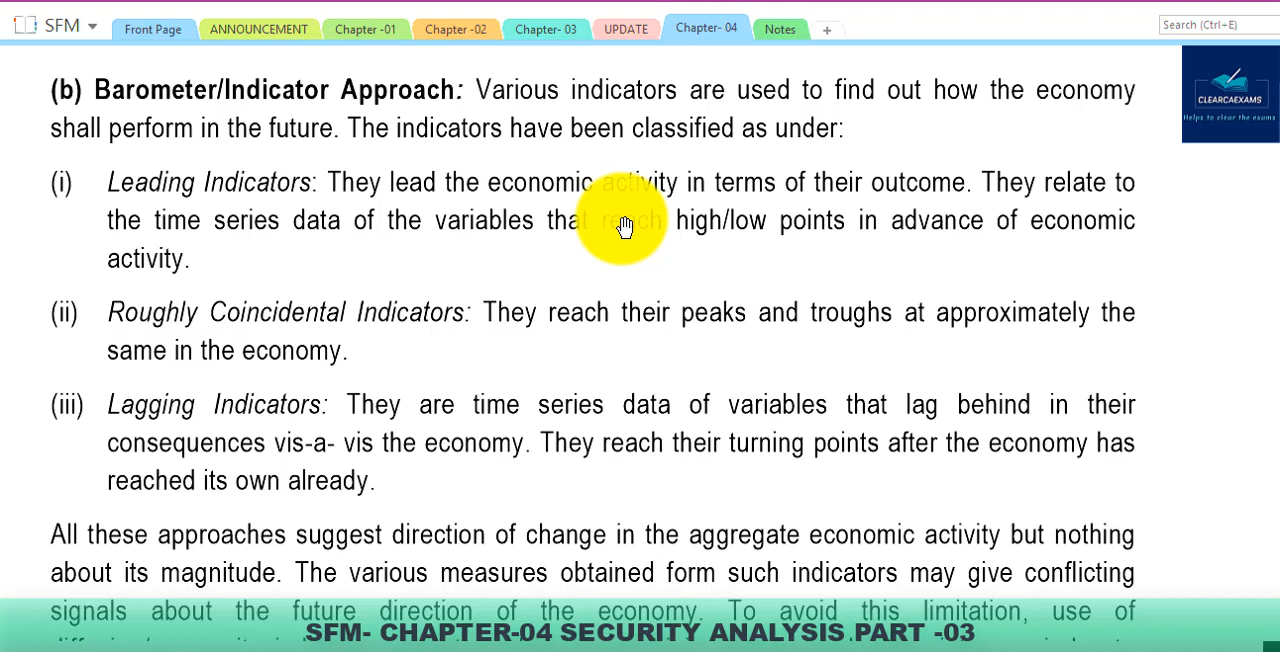 SFM
Front Page
ANNOUNCEMENT
Chapter -01
Chapter -02
Chapter- 03
UPDATE
Chapter- 04
Notes
+
Search (Ctrl+E)
CLEARCAEXAMS
Helps to clear the exams
(b) Barometer/Indicator Approach: Various indicators are used to find out how the economy
shall perform in the future. The indicators have been classified as under:
(i) Leading Indicators: They lead the economic activity in terms of their outcome. They relate to
the time series data of the variables that reach high/low points in advance of economic
activity.
(ii) Roughly Coincidental Indicators: They reach their peaks and troughs at approximately the
same in the economy.
(iii) Lagging Indicators: They are time series data of variables that lag behind in their
consequences vis-a- vis the economy. They reach their turning points after the economy has
reached its own already.
All these approaches suggest direction of change in the aggregate economic activity but nothing
about its magnitude. The various measures obtained form such indicators may give conflicting
signals about the future direction of the economy. To avoid this limitation, use of
SFM- CHAPTER-04 SECURITY ANALYSIS PART -03